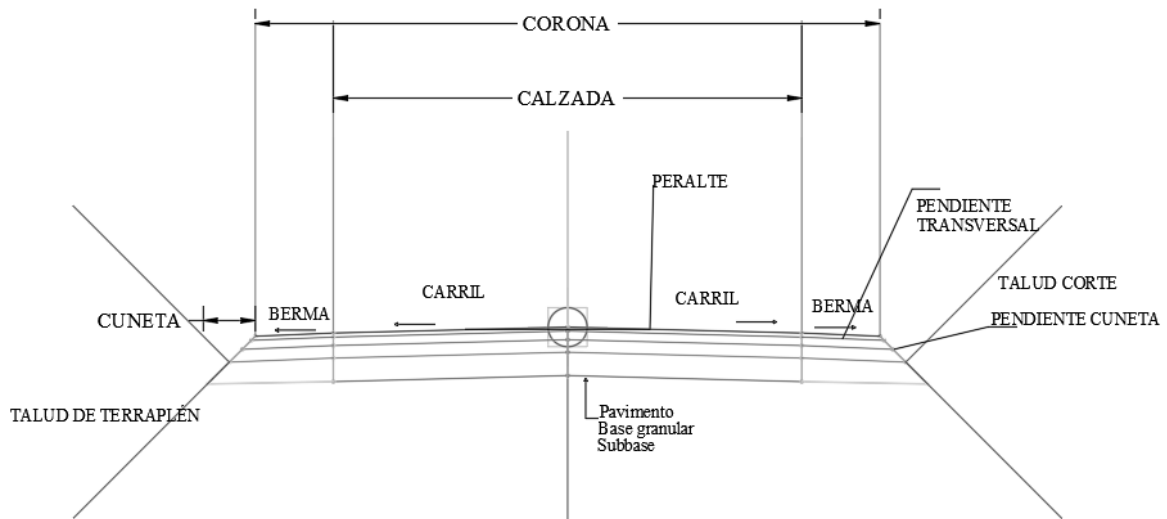 CORONA
CALZADA
PERALTE
PENDIENTE
TRANSVERSAL
TALUD CORTE
CARRIL
CARRIL
BERMA
BERMA
CUNETA
PENDIENTE CUNETA
TALUD DE TERRAPLÉN
Pavimento
Base granular
Subbase